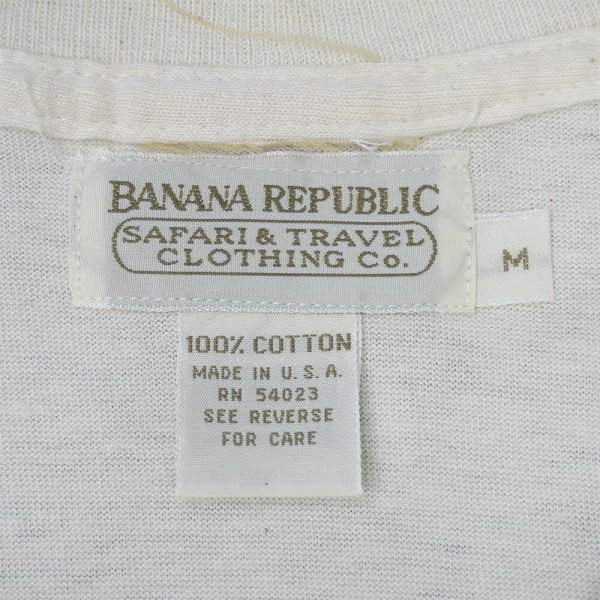 BANANA REPUBLIC
SAFARI & TRAVEL
CLOTHING Co.
M
100% COTTON
MADE IN U.S.A.
RN 54023
SEE REVERSE
FOR CARE